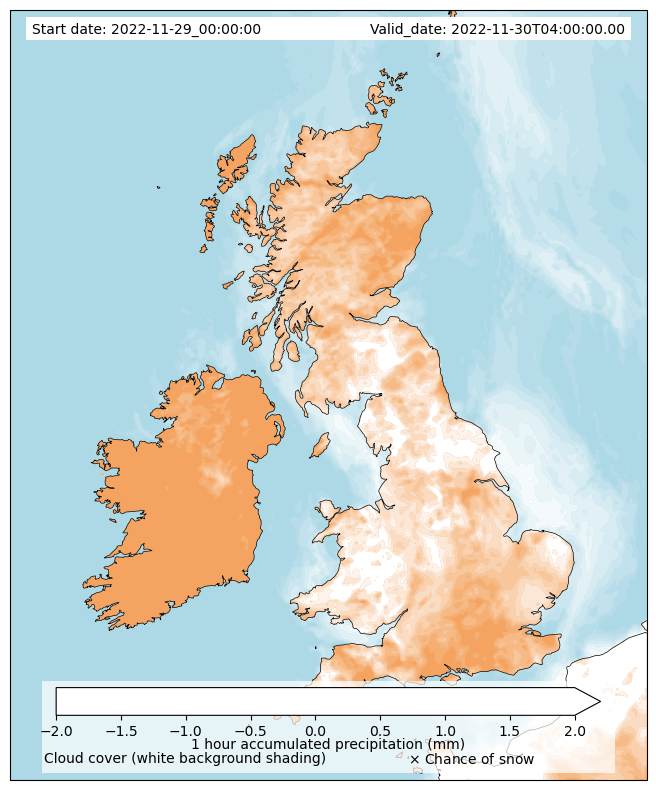 Start date: 2022-11-29_00:00:00 Valid_date: 2022-11-30T04:00:00.00
−2.0 −1.5 −1.0 −0.5 0.0 0.5 1.0 1.5 2.0
1 hour accumulated precipitation (mm)
Cloud cover (white background shading) × Chance of snow